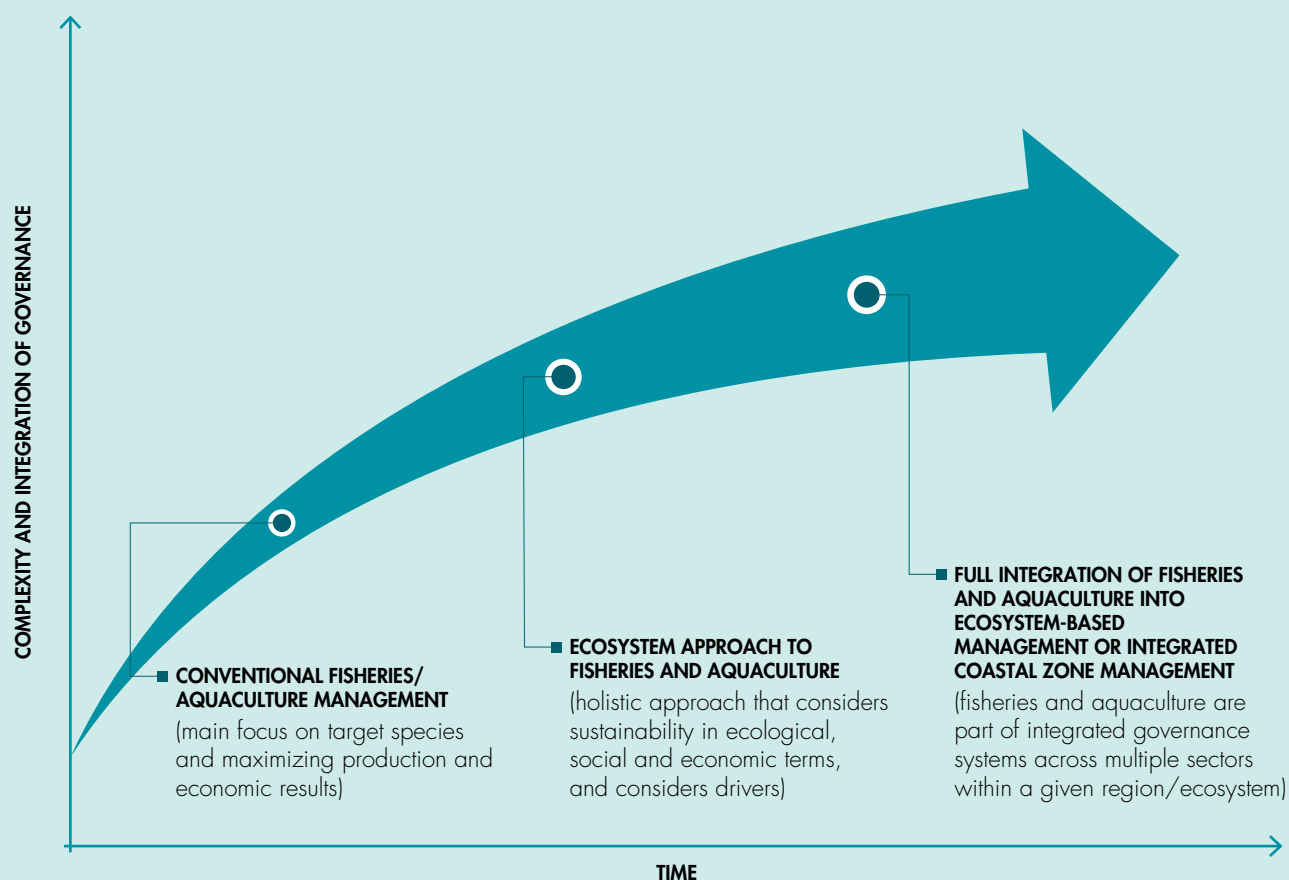 COMPLEXITY AND INTEGRATION OF GOVERNANCE
CONVENTIONAL FISHERIES/
AQUACULTURE MANAGEMENT
(main focus on target species
and maximizing production and
economic results)
ECOSYSTEM APPROACH TO
FISHERIES AND AQUACULTURE
(holistic approach that considers
sustainability in ecological,
social and economic terms,
and considers drivers)
FULL INTEGRATION OF FISHERIES
AND AQUACULTURE INTO
ECOSYSTEM-BASED
MANAGEMENT OR INTEGRATED
COASTAL ZONE MANAGEMENT
(fisheries and aquaculture are
part of integrated governance
systems across multiple sectors
within a given region/ecosystem)
TIME